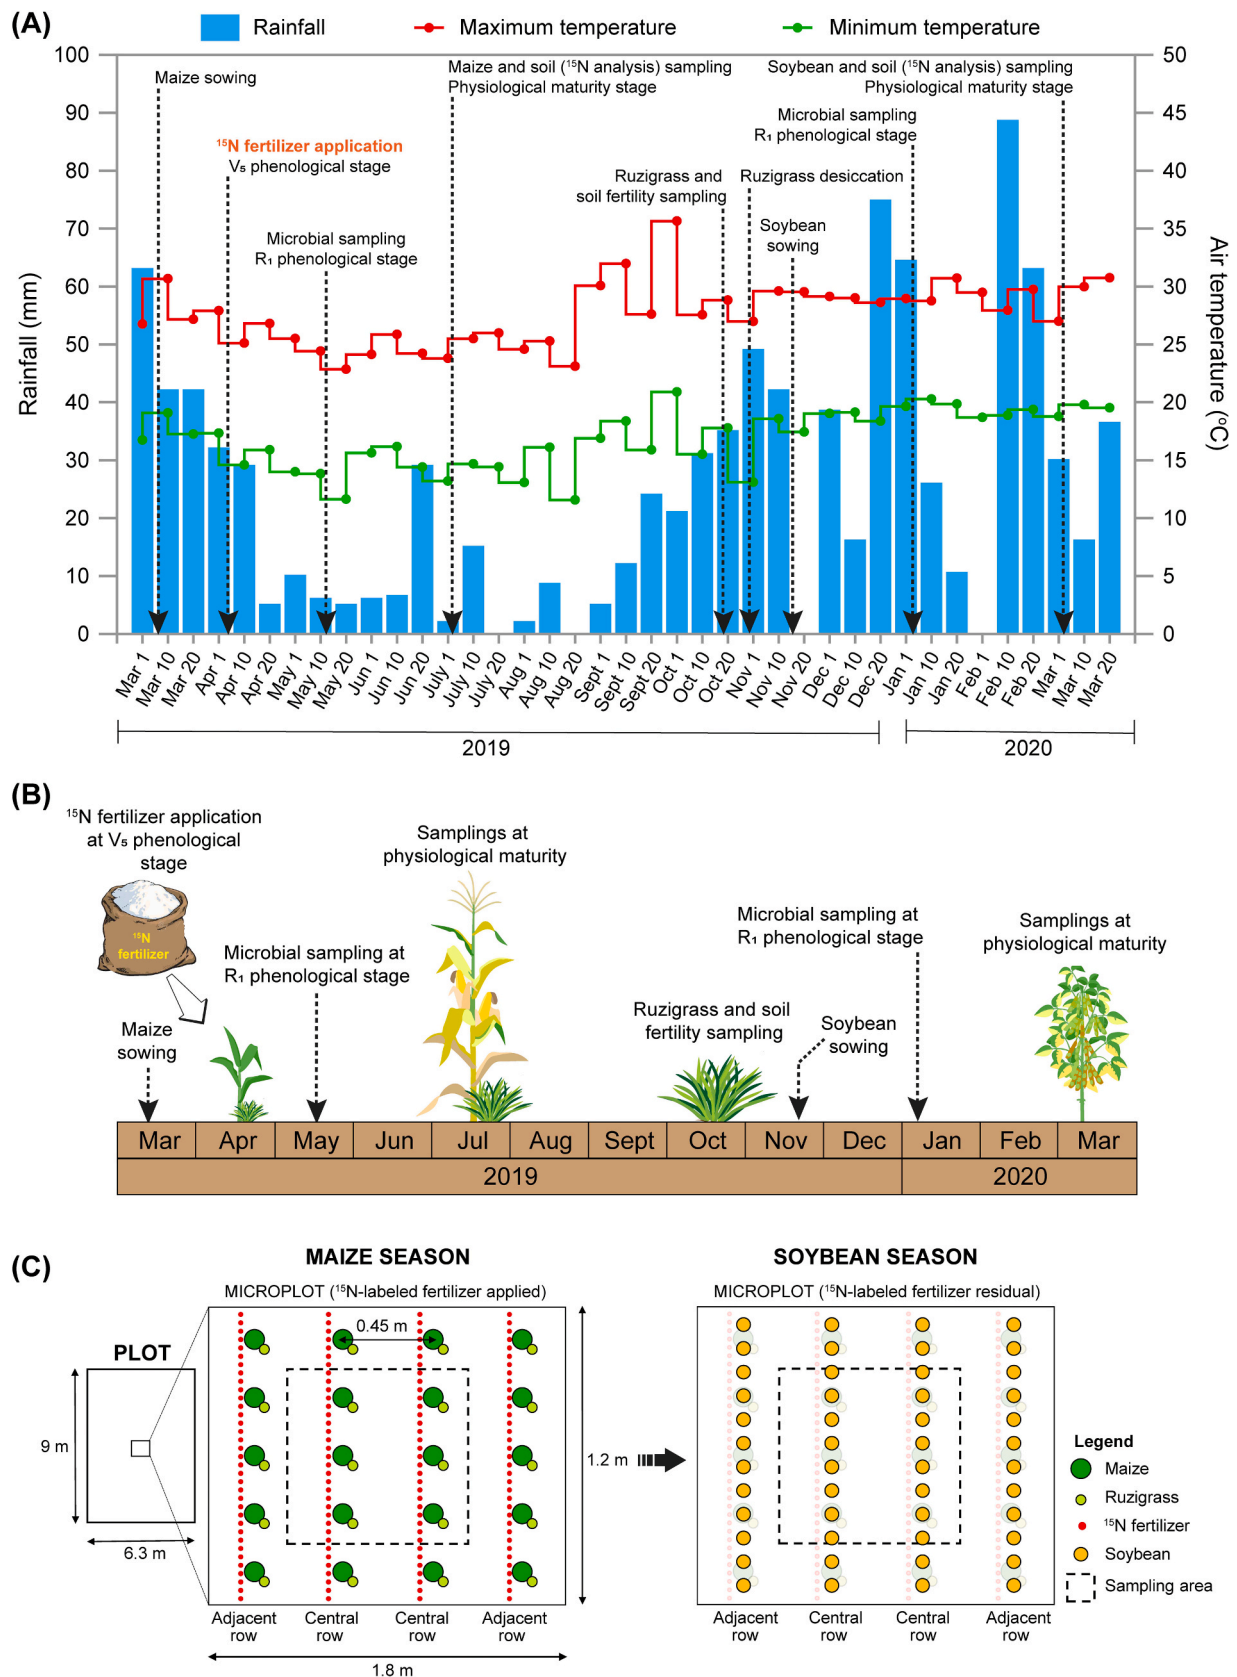 (A)
Rainfall
Maximum temperature
Minimum temperature
100
90
80
70
60
50
40
30
20
10
0
Rainfall (mm)
50
45
40
35
30
25
20
15
10
5
0
Air temperature (ºC)
Maize sowing
¹⁵N fertilizer application
V₅ phenological stage
Microbial sampling
R₁ phenological stage
Maize and soil (¹⁵N analysis) sampling
Physiological maturity stage
Ruzigrass and
soil fertility sampling
Ruzigrass desiccation
Soybean
sowing
Microbial sampling
R₁ phenological stage
Soybean and soil (¹⁵N analysis) sampling
Physiological maturity stage
Mar 1
Mar 10
Mar 20
Apr 1
Apr 10
Apr 20
May 1
May 10
May 20
Jun 1
Jun 10
Jun 20
July 1
July 10
July 20
Aug 1
Aug 10
Aug 20
Sept 1
Sept 10
Sept 20
Oct 1
Oct 10
Oct 20
Nov 1
Nov 10
Nov 20
Dec 1
Dec 10
Dec 20
Jan 1
Jan 10
Jan 20
Feb 1
Feb 10
Feb 20
Mar 1
Mar 10
Mar 20
2019
2020
(B)
¹⁵N fertilizer application
at V₅ phenological
stage
¹⁵N
fertilizer
Maize
sowing
Microbial sampling at
R₁ phenological stage
Samplings at
physiological maturity
Ruzigrass and soil
fertility sampling
Soybean
sowing
Microbial sampling at
R₁ phenological stage
Samplings at
physiological maturity
Mar
Apr
May
Jun
Jul
Aug
Sept
Oct
Nov
Dec
Jan
Feb
Mar
2019
2020
(C)
MAIZE SEASON
MICROPLOT (¹⁵N-labeled fertilizer applied)
PLOT
9 m
6.3 m
0.45 m
1.2 m
Adjacent
row
Central
row
Central
row
Adjacent
row
1.8 m
SOYBEAN SEASON
MICROPLOT (¹⁵N-labeled fertilizer residual)
Adjacent
row
Central
row
Central
row
Adjacent
row
Legend
Maize
Ruzigrass
¹⁵N fertilizer
Soybean
Sampling area